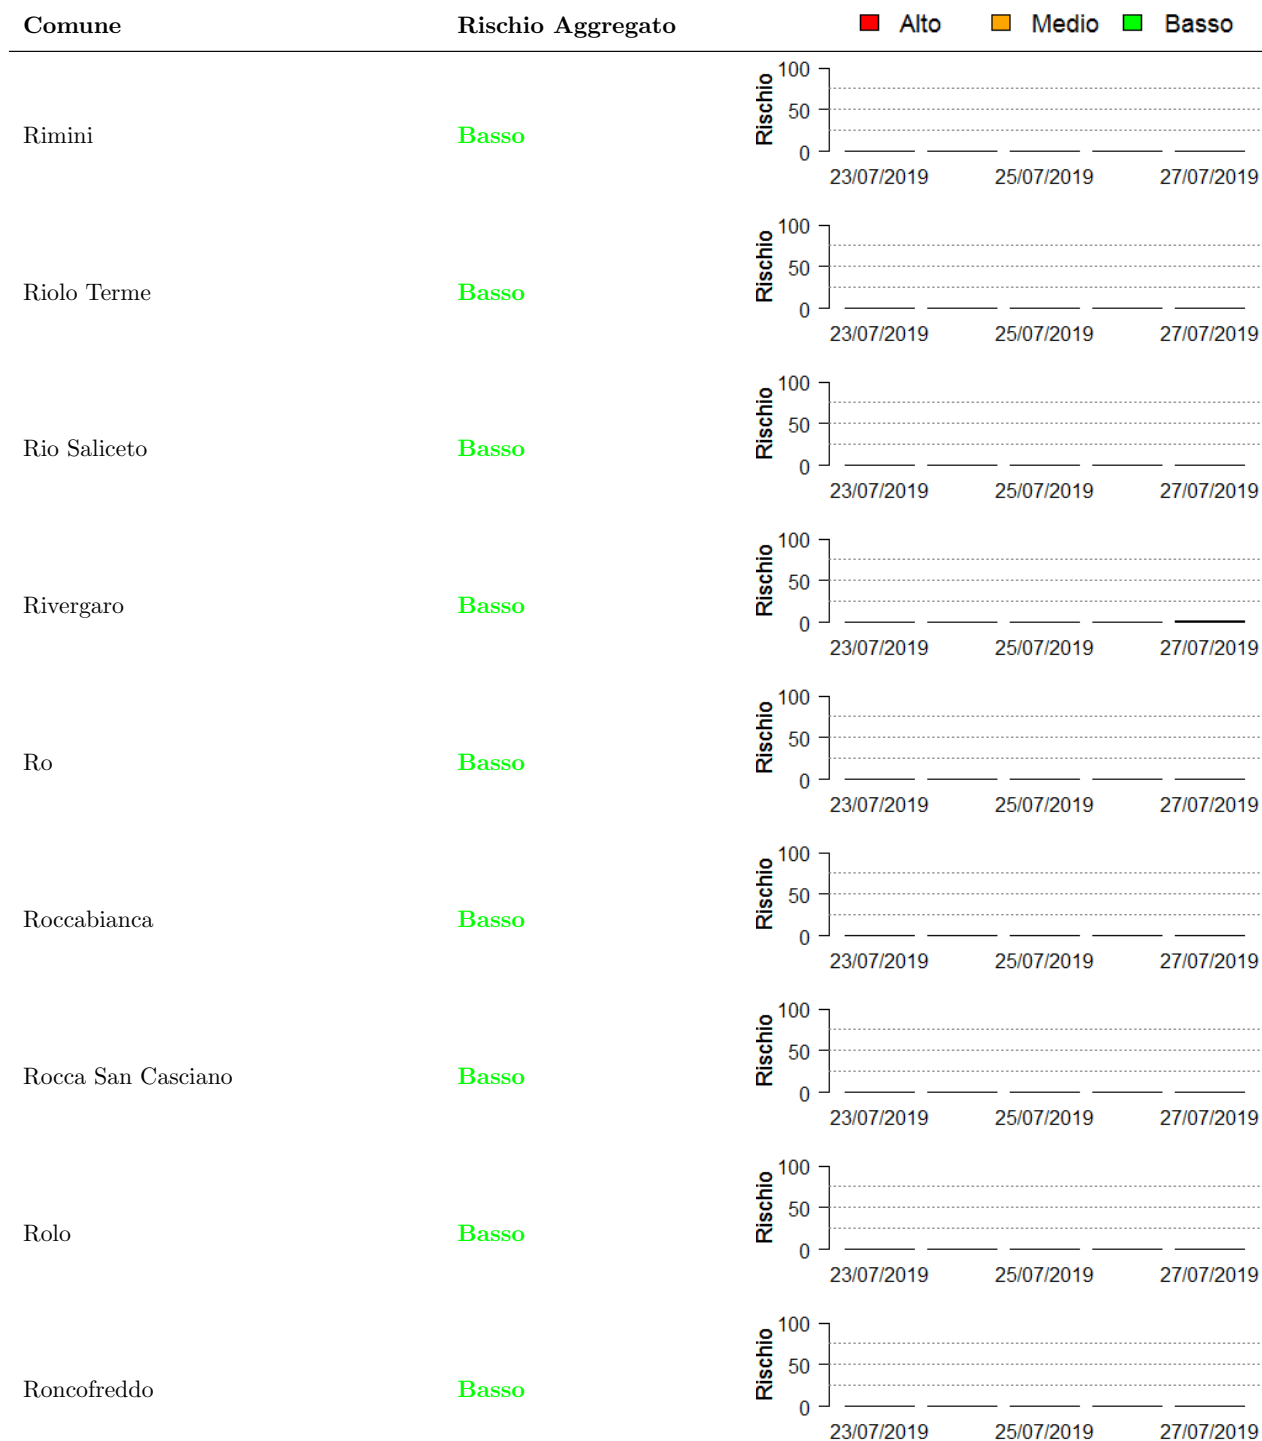 Comune Rischio Aggregato Alto Medio Basso
Rimini Basso
Rischio
100
50
0
23/07/2019 25/07/2019 27/07/2019
Riolo Terme Basso
Rischio
100
50
0
23/07/2019 25/07/2019 27/07/2019
Rio Saliceto Basso
Rischio
100
50
0
23/07/2019 25/07/2019 27/07/2019
Rivergaro Basso
Rischio
100
50
0
23/07/2019 25/07/2019 27/07/2019
Ro Basso
Rischio
100
50
0
23/07/2019 25/07/2019 27/07/2019
Roccabianca Basso
Rischio
100
50
0
23/07/2019 25/07/2019 27/07/2019
Rocca San Casciano Basso
Rischio
100
50
0
23/07/2019 25/07/2019 27/07/2019
Rolo Basso
Rischio
100
50
0
23/07/2019 25/07/2019 27/07/2019
Roncofreddo Basso
Rischio
100
50
0
23/07/2019 25/07/2019 27/07/2019